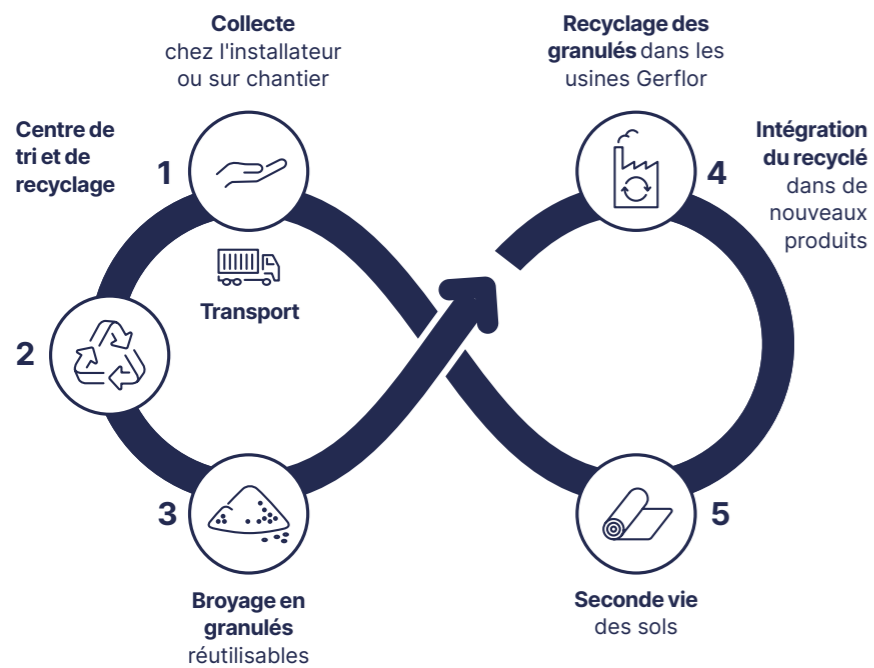 Collecte
chez l'installateur
ou sur chantier
Recyclage des
granulés dans les
usines Gerflor
Centre de
tri et de
recyclage
1
4
Intégration
du recyclé
dans de
nouveaux
produits
Transport
2
3
5
Broyage en
granulés
réutilisables
Seconde vie
des sols